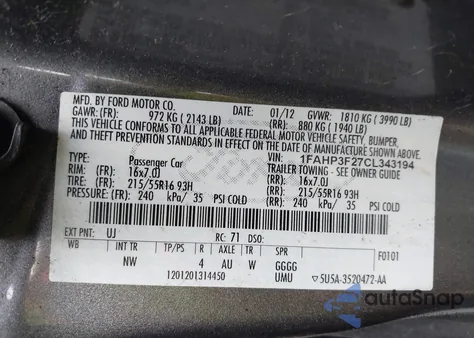 MFD. BY FORD MOTOR CO.
DATE: 01/12 GVWR: 1810 KG ( 3990 LB)
GAWR: (FR): 972 KG ( 2143 LB) (RR): 880 KG ( 1940 LB)
THIS VEHICLE CONFORMS TO ALL APPLICABLE FEDERAL MOTOR VEHICLE SAFETY, BUMPER,
AND THEFT PREVENTION STANDARDS IN EFFECT ON THE DATE OF MANUFACTURE SHOWN ABOVE.
VIN: 1FAHP3F27CL343194
TYPE: Passenger Car TRAILER TOWING - SEE OWNER GUIDE
RIM: (FR): 16x7.0J (RR): 16x7.0J
TIRE: (FR): 215/55R16 93H (RR): 215/55R16 93H
PRESSURE: (FR): 240 kPa/ 35 PSI COLD (RR): 240 kPa/ 35 PSI COLD
EXT PNT: UJ RC: 71 DSO:
WB INT TR TP/PS R A W SPR F0101
NW 4 AU W GGGG
1201201314450 UMU 5U5A-3520472-AA
autoSnap